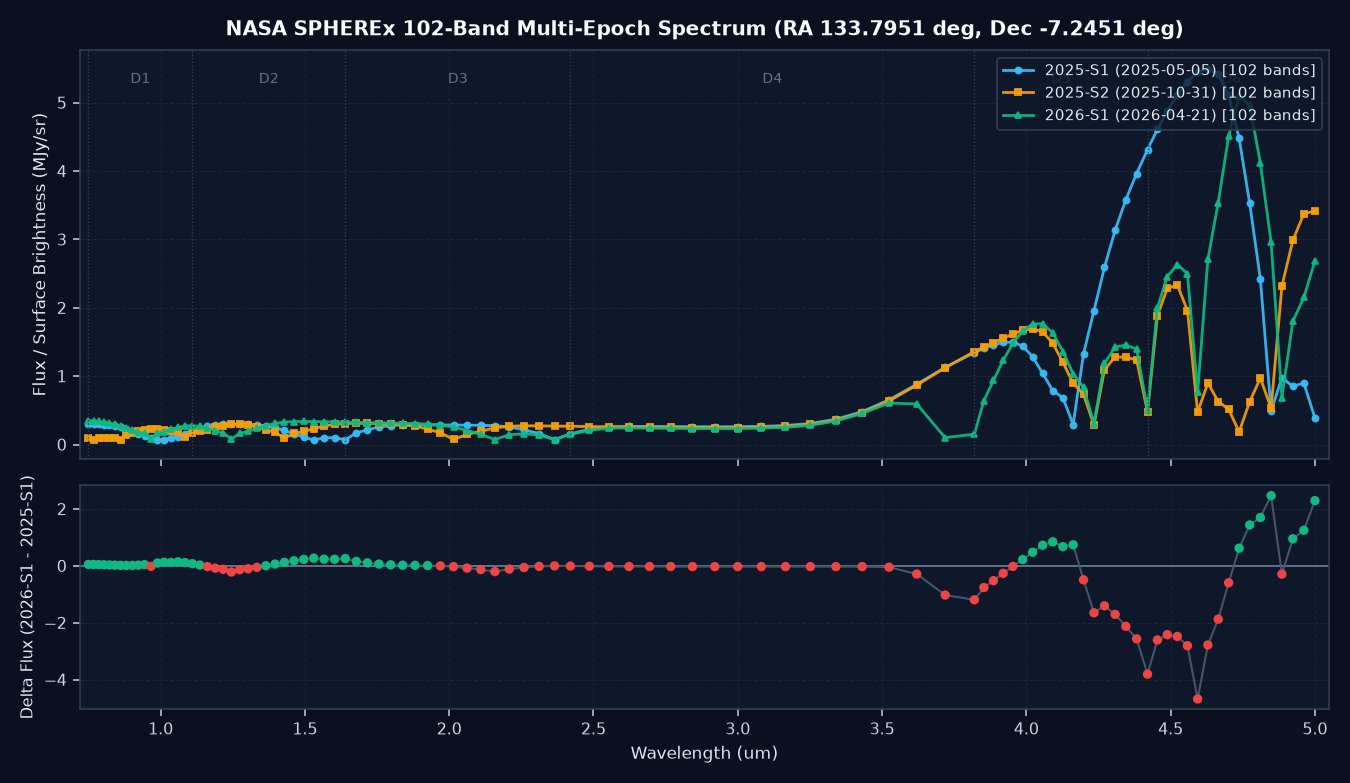 NASA SPHEREx 102-Band Multi-Epoch Spectrum (RA 133.7951 deg, Dec -7.2451 deg)
D1
D2
D3
D4
2025-S1 (2025-05-05) [102 bands]
2025-S2 (2025-10-31) [102 bands]
2026-S1 (2026-04-21) [102 bands]
Flux / Surface Brightness (MJy/sr)
5
4
3
2
1
0
Delta Flux (2026-S1 - 2025-S1)
2
0
−2
−4
1.0
1.5
2.0
2.5
3.0
3.5
4.0
4.5
5.0
Wavelength (um)